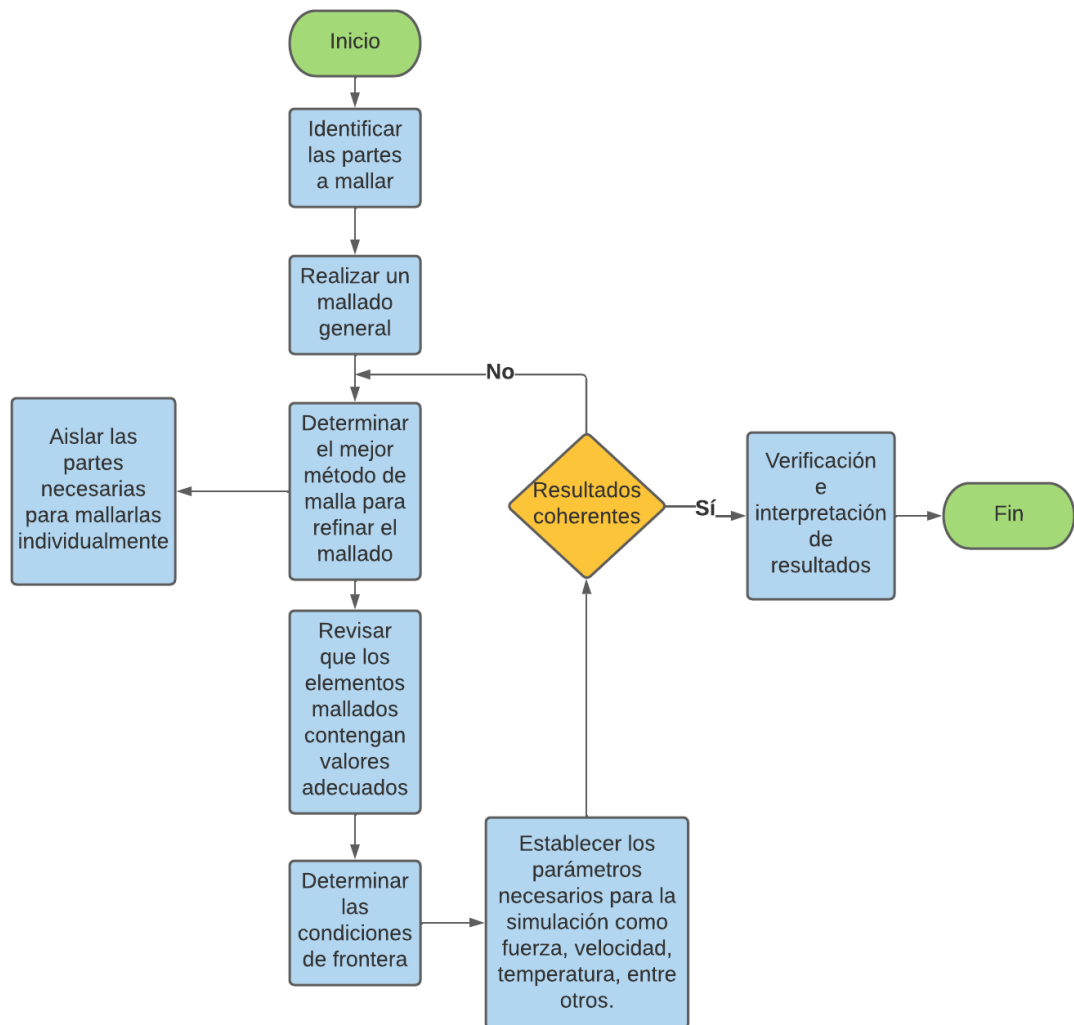 Inicio
Identificar
las partes
a mallar
Realizar un
mallado
general
No
Determinar
el mejor
método de
malla para
refinar el
mallado
Aislar las
partes
necesarias
para mallarlas
individualmente
Revisar
que los
elementos
mallados
contengan
valores
adecuados
Determinar
las
condiciones
de frontera
Establecer los
parámetros
necesarios para la
simulación como
fuerza, velocidad,
temperatura, entre
otros.
Resultados
coherentes
Sí
Verificación
e
interpretación
de
resultados
Fin